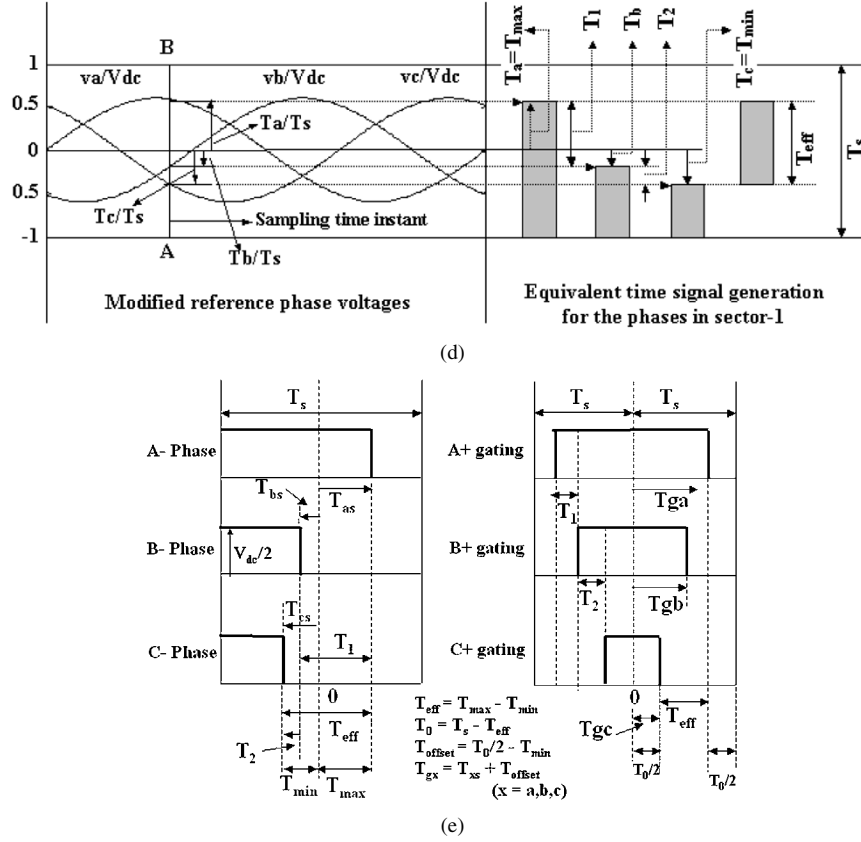 1
B
va/Vdc
vb/Vdc
vc/Vdc
0.5
Ta/Ts
0
0.5
Tc/Ts
Sampling time instant
-1
A
Tb/Ts
Modified reference phase voltages
Ta=Tmax
T1
Tb
T2
Tc=Tmin
Teff
Ts
Equivalent time signal generation
for the phases in sector-1
(d)
Ts
A- Phase
Tbs
Tas
B- Phase
Vdc/2
Tcs
C- Phase
T1
0
Teff
T2
Tmin
Tmax
Ts
Ts
A+ gating
Tga
T1
B+ gating
T2
Tgb
C+ gating
0
Tgc
Teff
T0/2
T0/2
Teff = Tmax - Tmin
T0 = Ts - Teff
Toffset = T0/2 - Tmin
Tgx = Txs + Toffset
(x = a,b,c)
(e)